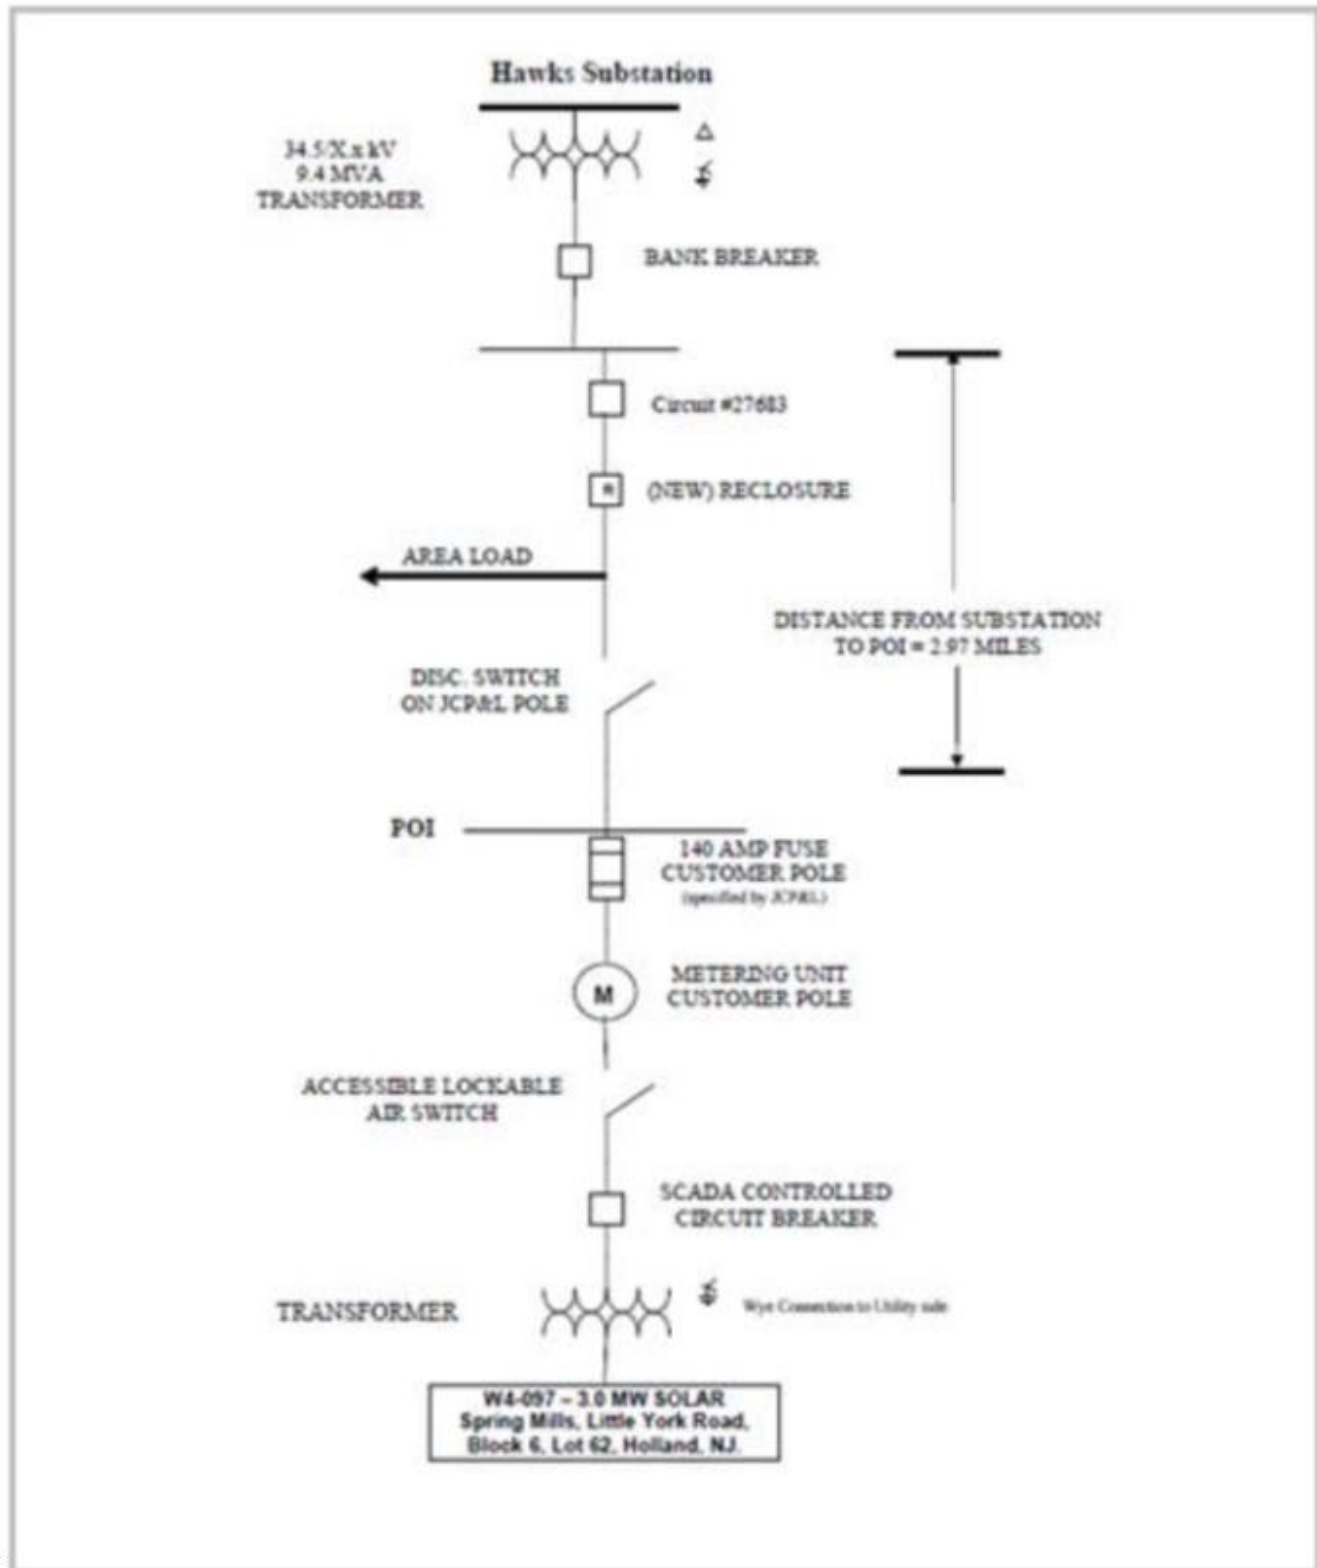 Hawks Substation
34.5/X.x kV
9.4 MVA
TRANSFORMER
BANK BREAKER
Circuit #27683
(NEW) RECLOSURE
R
AREA LOAD
DISTANCE FROM SUBSTATION
TO POI = 2.97 MILES
DISC. SWITCH
ON JCP&L POLE
POI
140 AMP FUSE
CUSTOMER POLE
(specified by JCP&L)
METERING UNIT
CUSTOMER POLE
M
ACCESSIBLE LOCKABLE
AIR SWITCH
SCADA CONTROLLED
CIRCUIT BREAKER
TRANSFORMER
Wye Connection to Utility side
W4-097 – 3.0 MW SOLAR
Spring Mills, Little York Road,
Block 6, Lot 62, Holland, NJ.